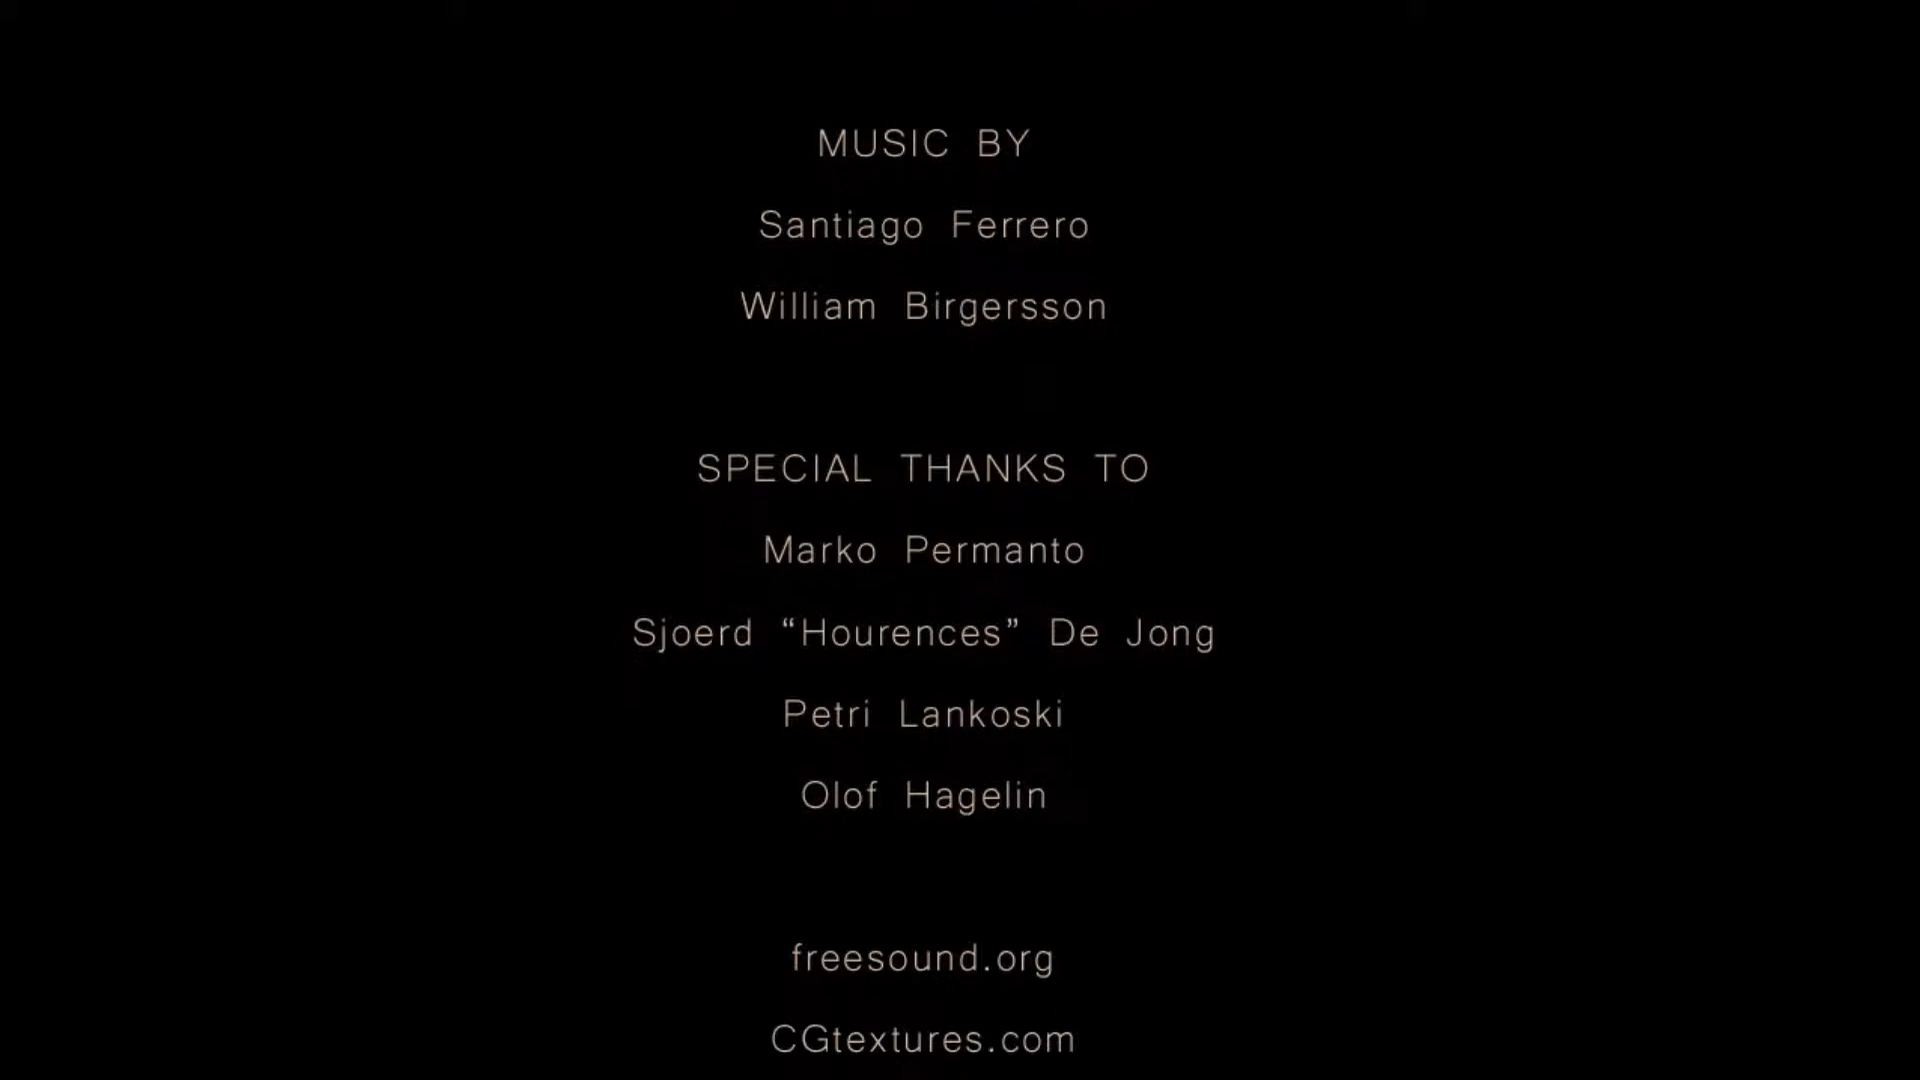 MUSIC BY
Santiago Ferrero
William Birgersson
SPECIAL THANKS TO
Marko Permanto
Sjoerd “Hourences” De Jong
Petri Lankoski
Olof Hagelin
freesound.org
CGtextures.com